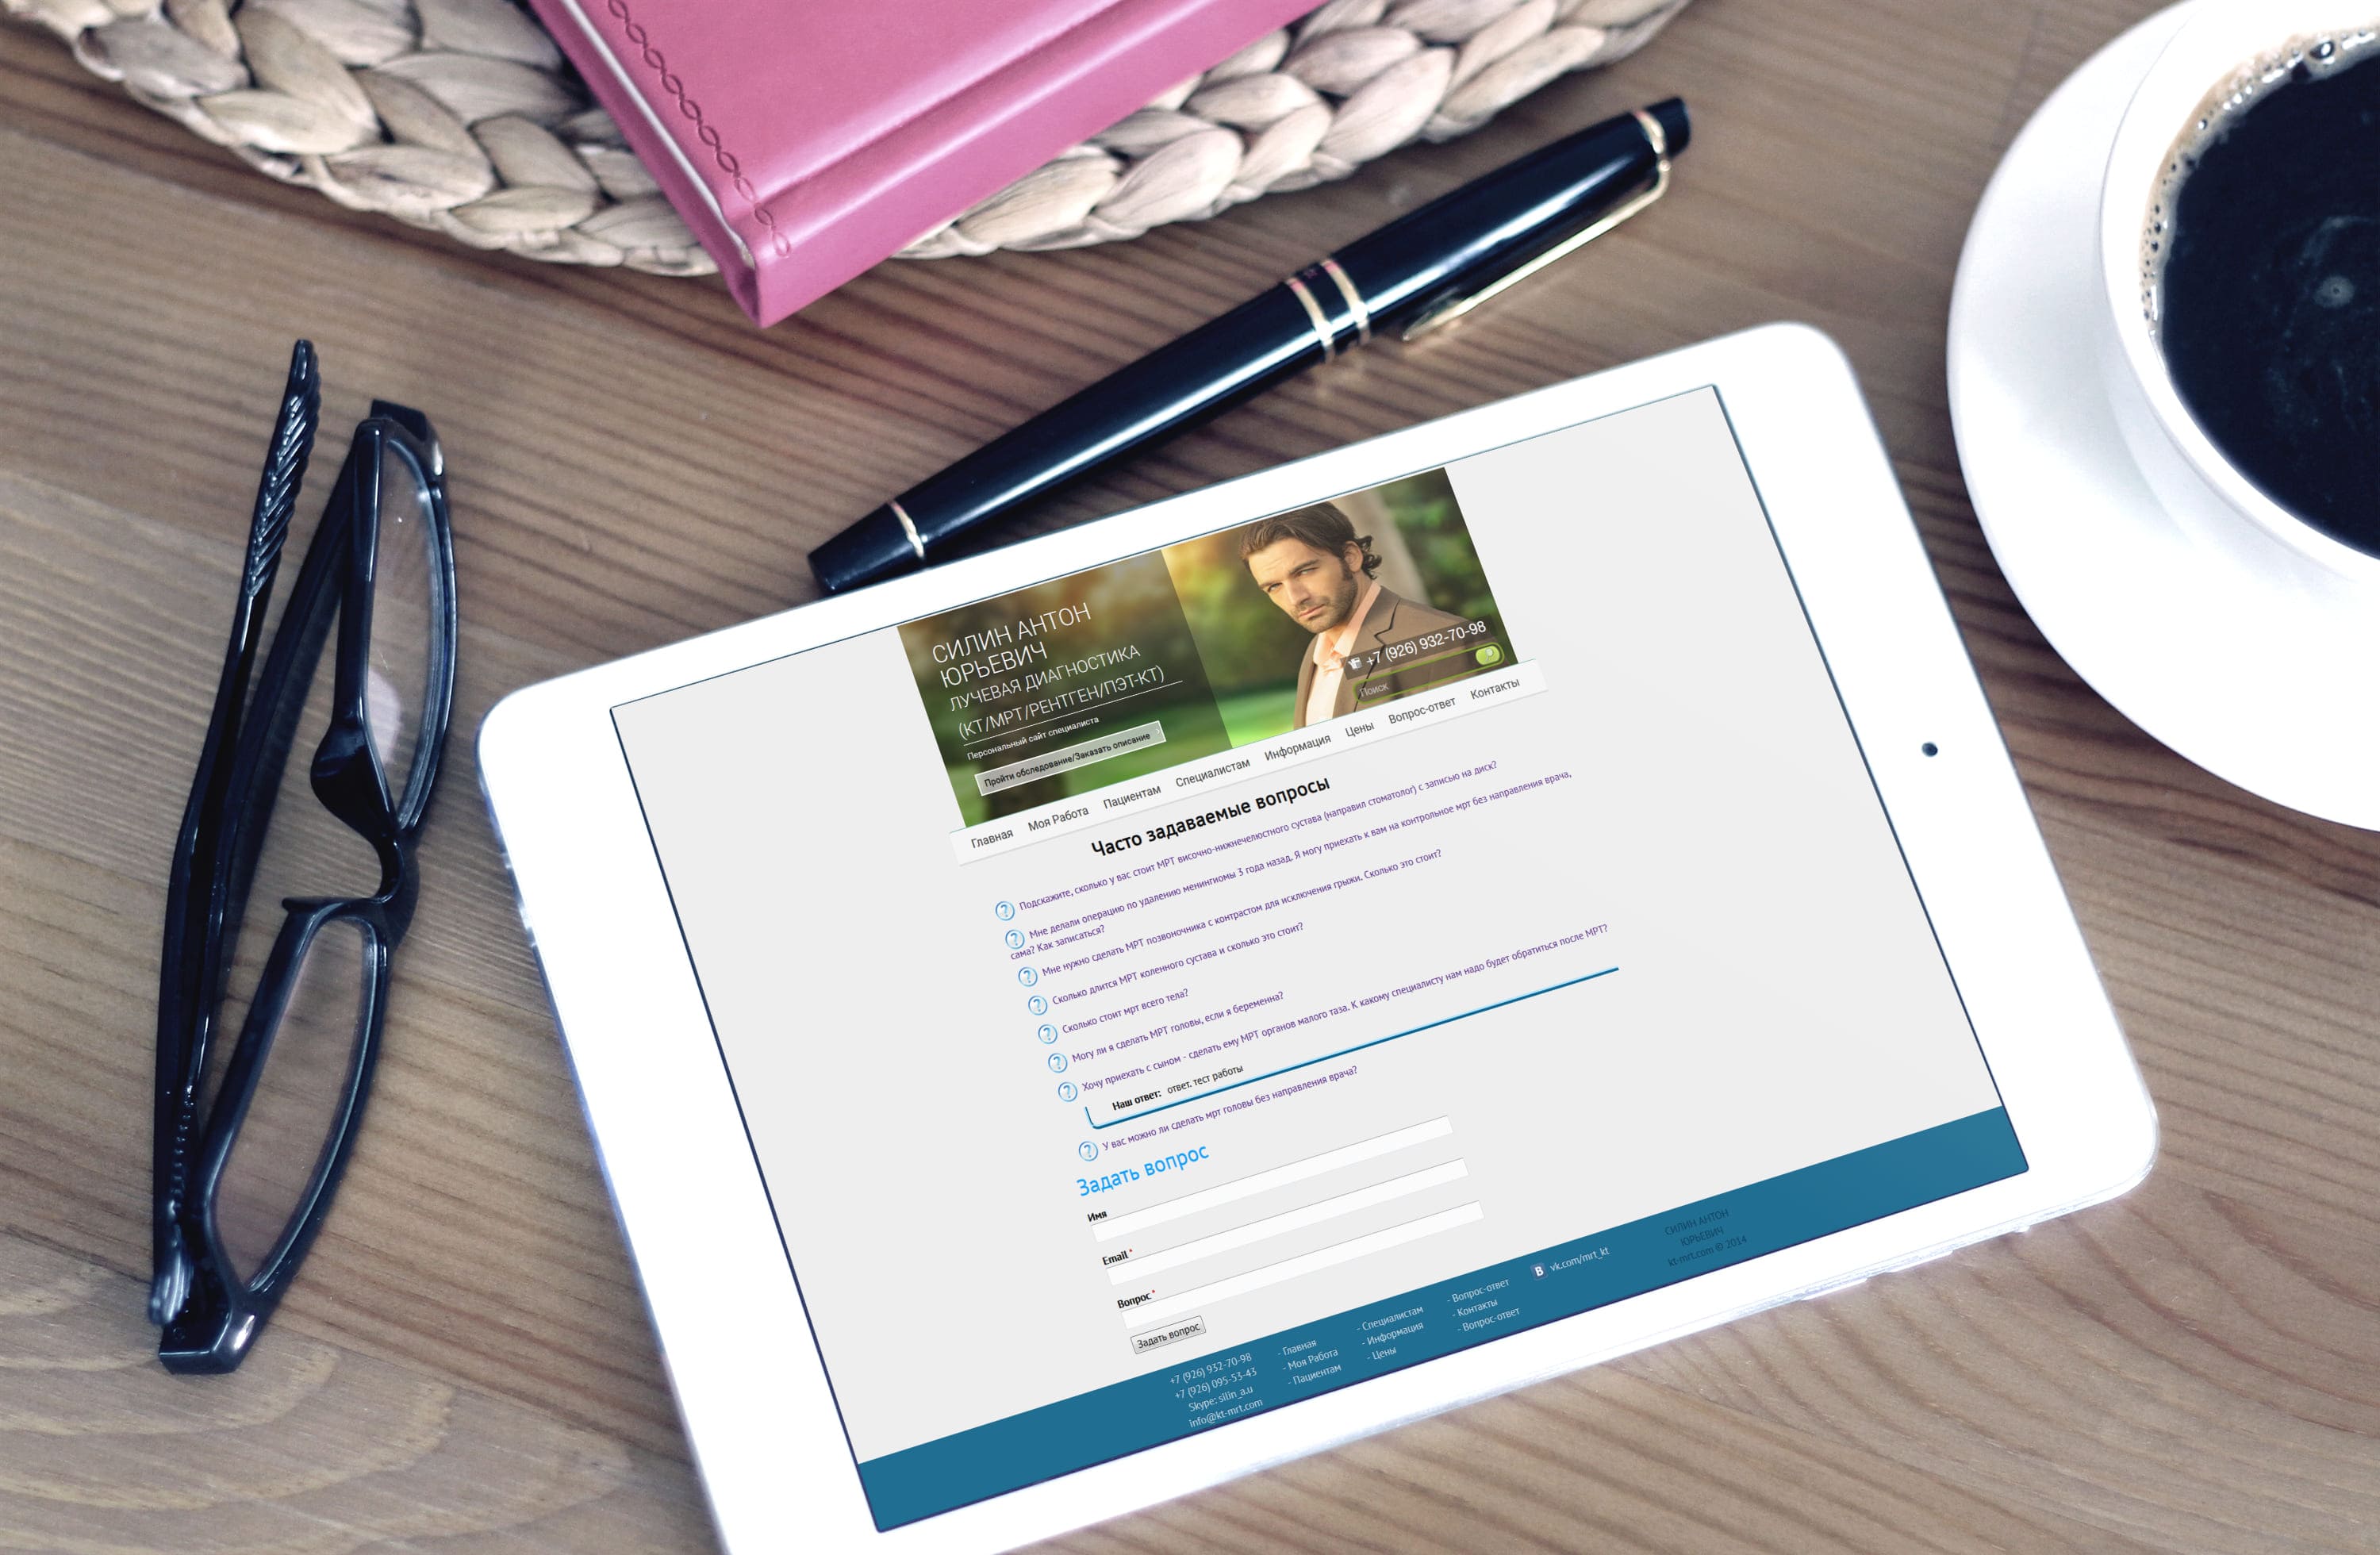 СИЛИН АНТОН
ЮРЬЕВИЧ
ЛУЧЕВАЯ ДИАГНОСТИКА
(КТ/МРТ/РЕНТГЕН/ПЭТ-КТ)
Персональный сайт специалиста
Пройти обследование/Заказать описание
+7 (926) 932-70-98
Поиск
Главная Моя Работа Пациентам Специалистам Информация Цены Вопрос-ответ Контакты
Часто задаваемые вопросы
Подскажите, сколько у вас стоит МРТ височно-нижнечелюстного сустава (направил стоматолог) с записью на диск?
Мне делали операцию по удалению менингиомы 3 года назад. Я могу приехать к вам на контрольное мрт без направления врача,
сама? Как записаться?
Мне нужно сделать МРТ позвоночника с контрастом для исключения грыжи. Сколько это стоит?
Сколько длится МРТ коленного сустава и сколько это стоит?
Сколько стоит мрт всего тела?
Могу ли я сделать МРТ головы, если я беременна?
Хочу приехать с сыном - сделать ему МРТ органов малого таза. К какому специалисту нам надо будет обратиться после МРТ?
Наш ответ: ответ. тест работы
У вас можно ли сделать мрт головы без направления врача?
Задать вопрос
Имя
Email *
Вопрос *
Задать вопрос
+7 (926) 932-70-98
+7 (926) 095-53-43
Skype: silin_a.u
info@kt-mrt.com
- Главная
- Моя Работа
- Пациентам
- Специалистам
- Информация
- Цены
- Вопрос-ответ
- Контакты
- Вопрос-ответ
B vk.com/mrt_kt
СИЛИН АНТОН
ЮРЬЕВИЧ
kt-mrt.com © 2014